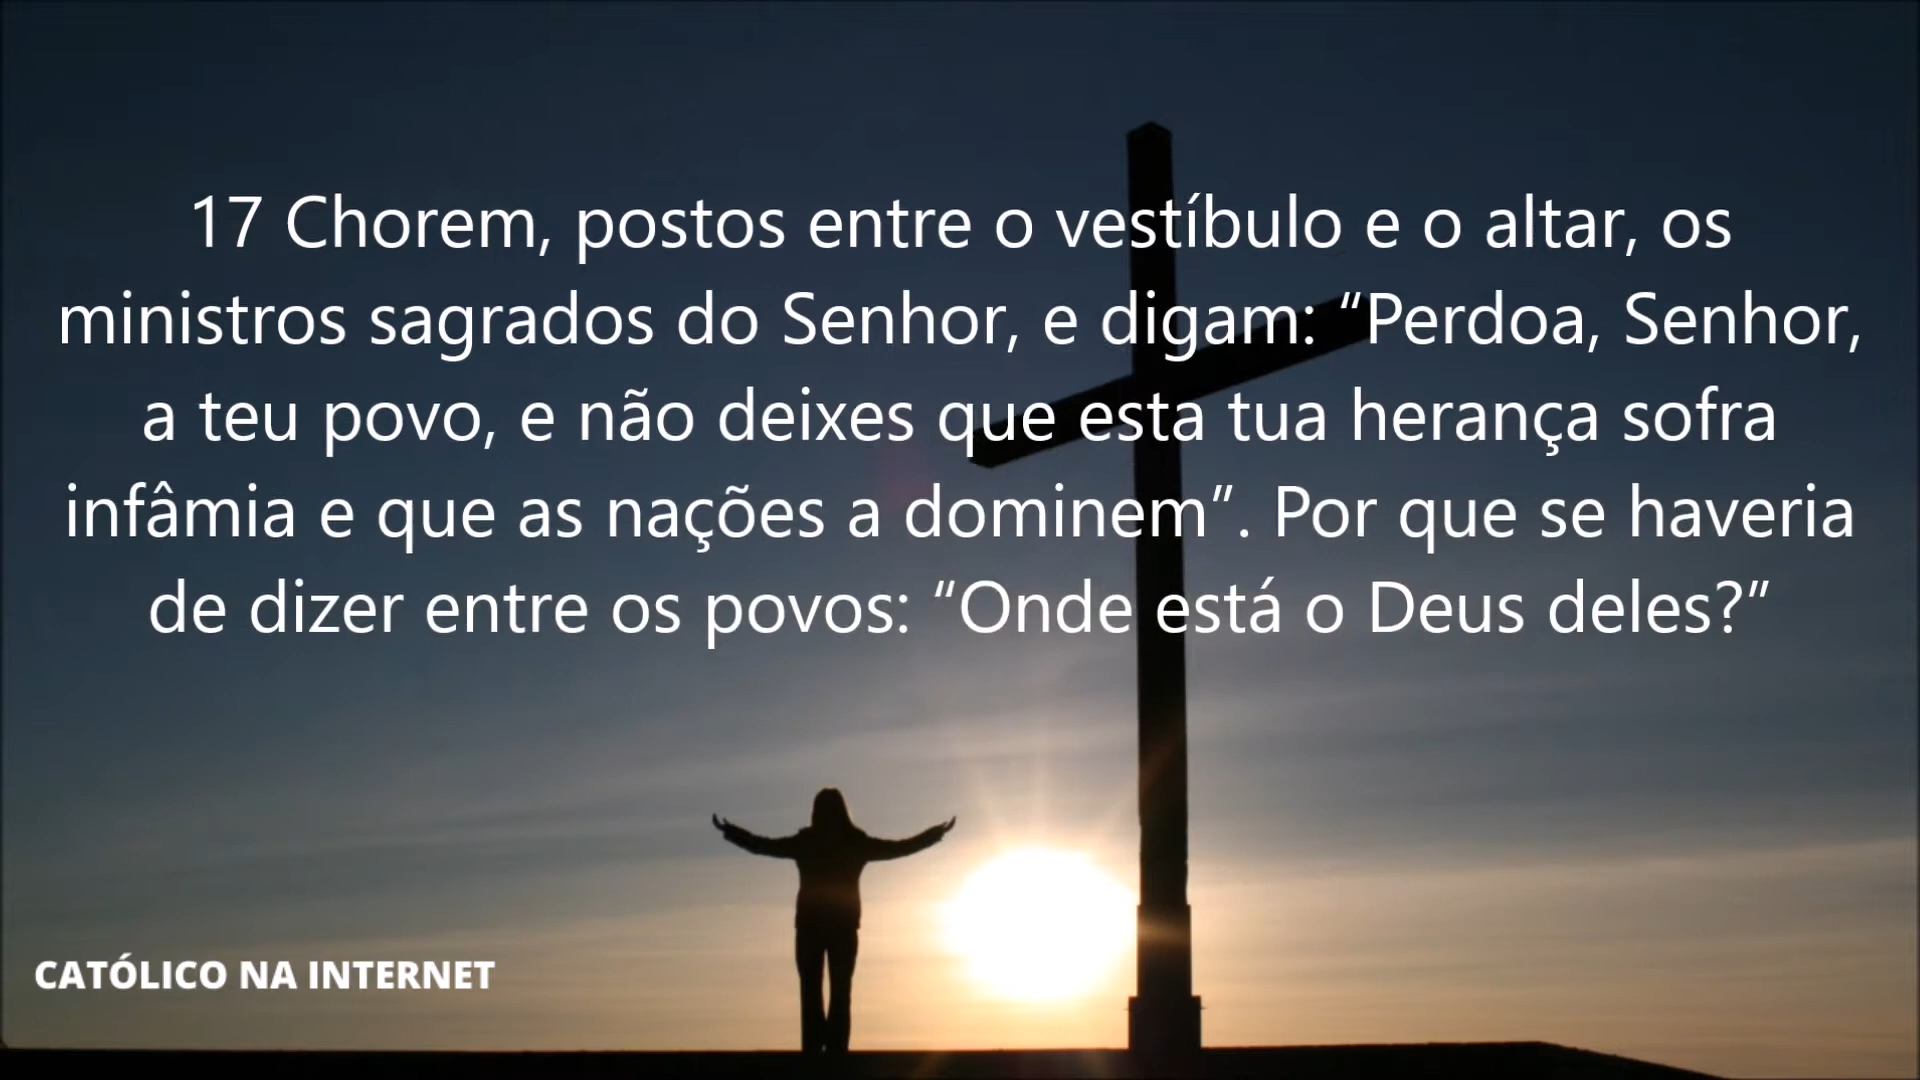 17 Chorem, postos entre o vestíbulo e o altar, os
ministros sagrados do Senhor, e digam: “Perdoa, Senhor,
a teu povo, e não deixes que esta tua herança sofra
infâmia e que as nações a dominem”. Por que se haveria
de dizer entre os povos: “Onde está o Deus deles?”
CATÓLICO NA INTERNET